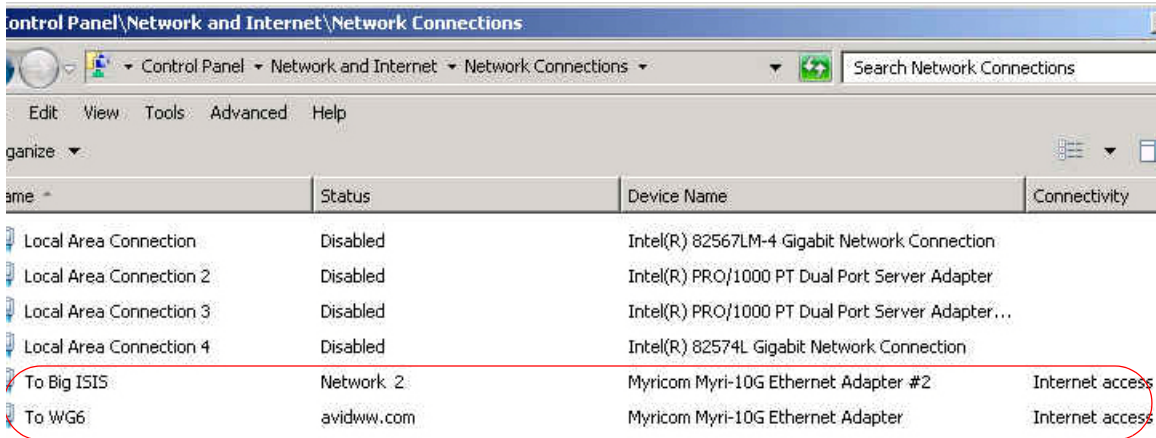 ontrol Panel\Network and Internet\Network Connections
Control Panel Network and Internet Network Connections Search Network Connections
Edit View Tools Advanced Help
ganize
ame Status Device Name Connectivity
Local Area Connection Disabled Intel(R) 82567LM-4 Gigabit Network Connection
Local Area Connection 2 Disabled Intel(R) PRO/1000 PT Dual Port Server Adapter
Local Area Connection 3 Disabled Intel(R) PRO/1000 PT Dual Port Server Adapter...
Local Area Connection 4 Disabled Intel(R) 82574L Gigabit Network Connection
To Big ISIS Network 2 Myricom Myri-10G Ethernet Adapter #2 Internet access
To WG6 avidww.com Myricom Myri-10G Ethernet Adapter Internet access